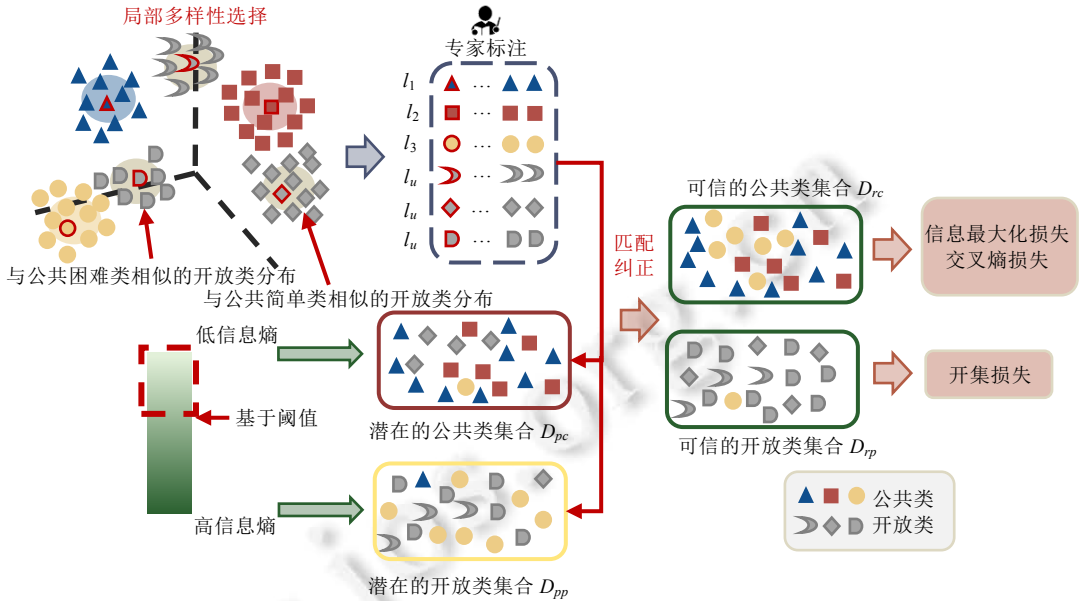 局部多样性选择
专家标注
l₁ …
l₂ …
l₃ …
lᵤ …
lᵤ …
lᵤ …
与公共困难类相似的开放类分布
与公共简单类相似的开放类分布
匹配
纠正
可信的公共类集合 D_rc
信息最大化损失
交叉熵损失
低信息熵
基于阈值
高信息熵
潜在的公共类集合 D_pc
可信的开放类集合 D_rp
开集损失
潜在的开放类集合 D_pp
公共类
开放类